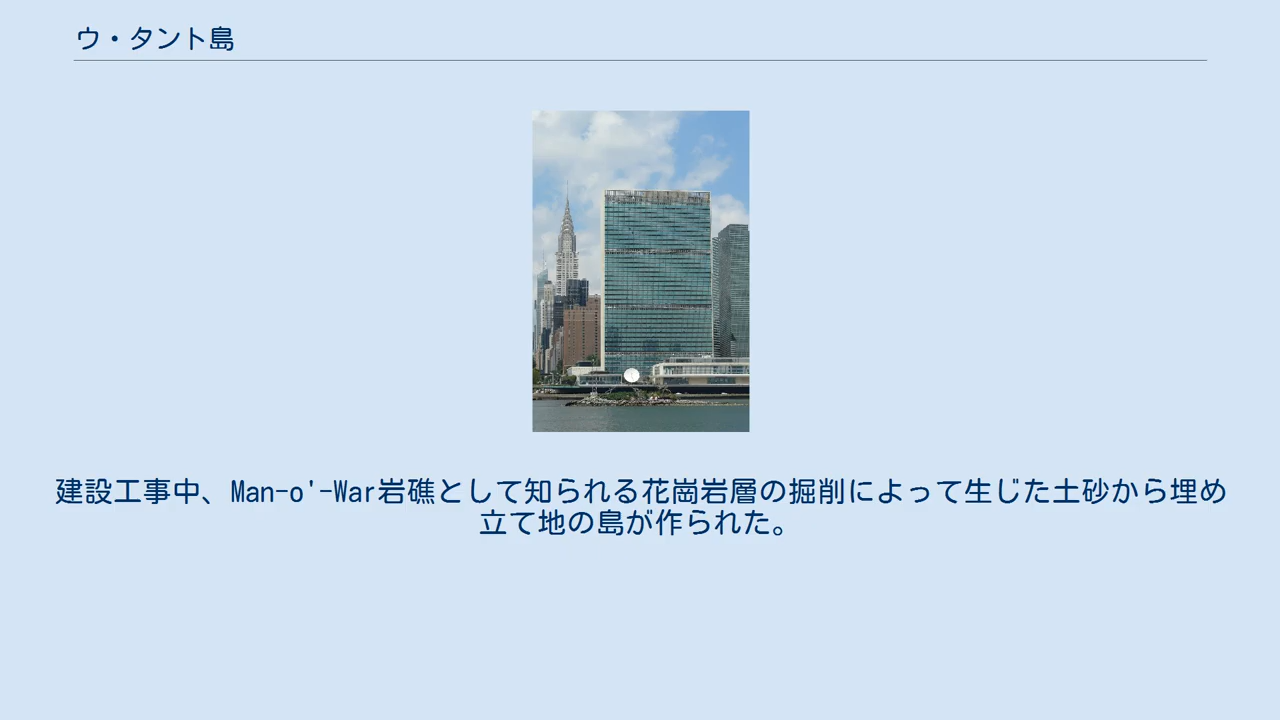 ウ・タント島
建設工事中、Man-o'-War岩礁として知られる花崗岩層の掘削によって生じた土砂から埋め
立て地の島が作られた。